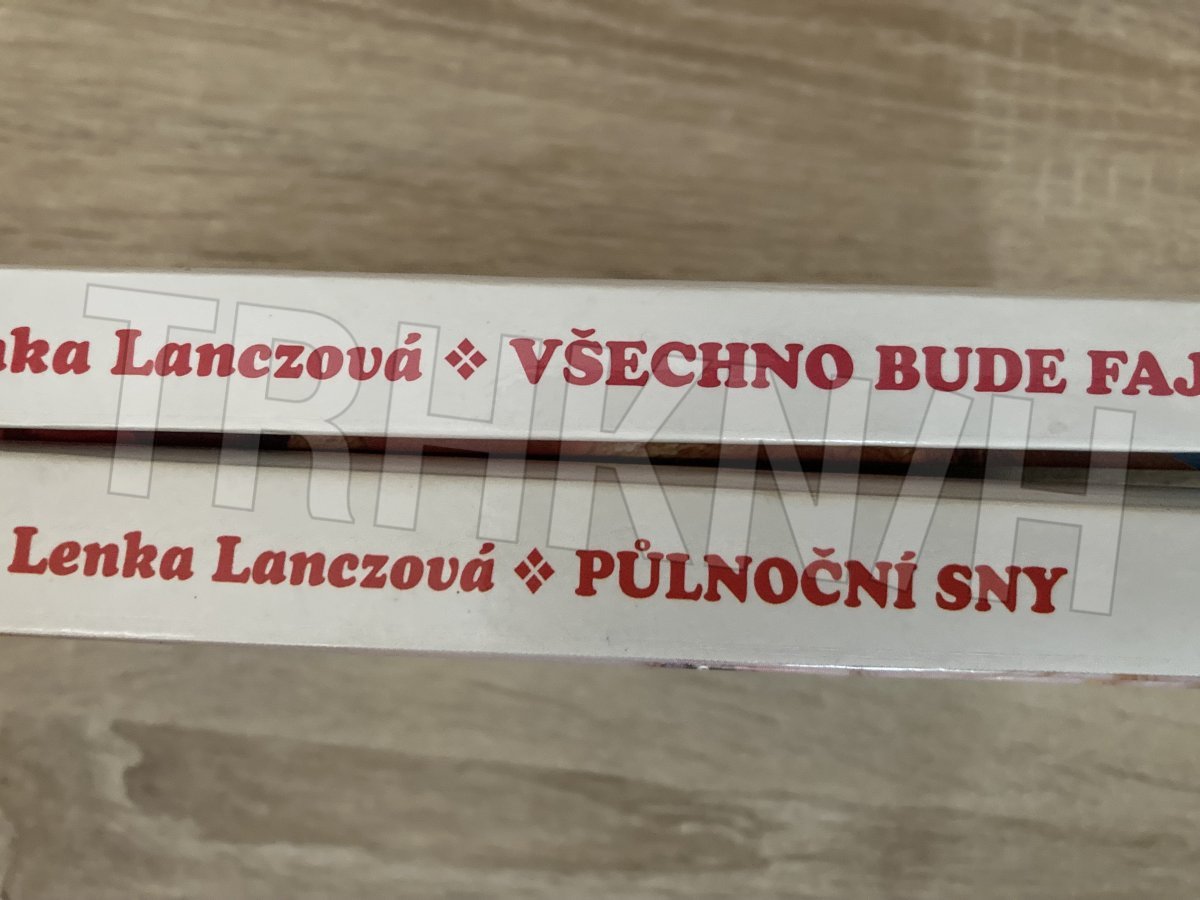 nka Lanczová ❖ VŠECHNO BUDE FAJ
Lenka Lanczová ❖ PŮLNOČNÍ SNY
TRHKNIH